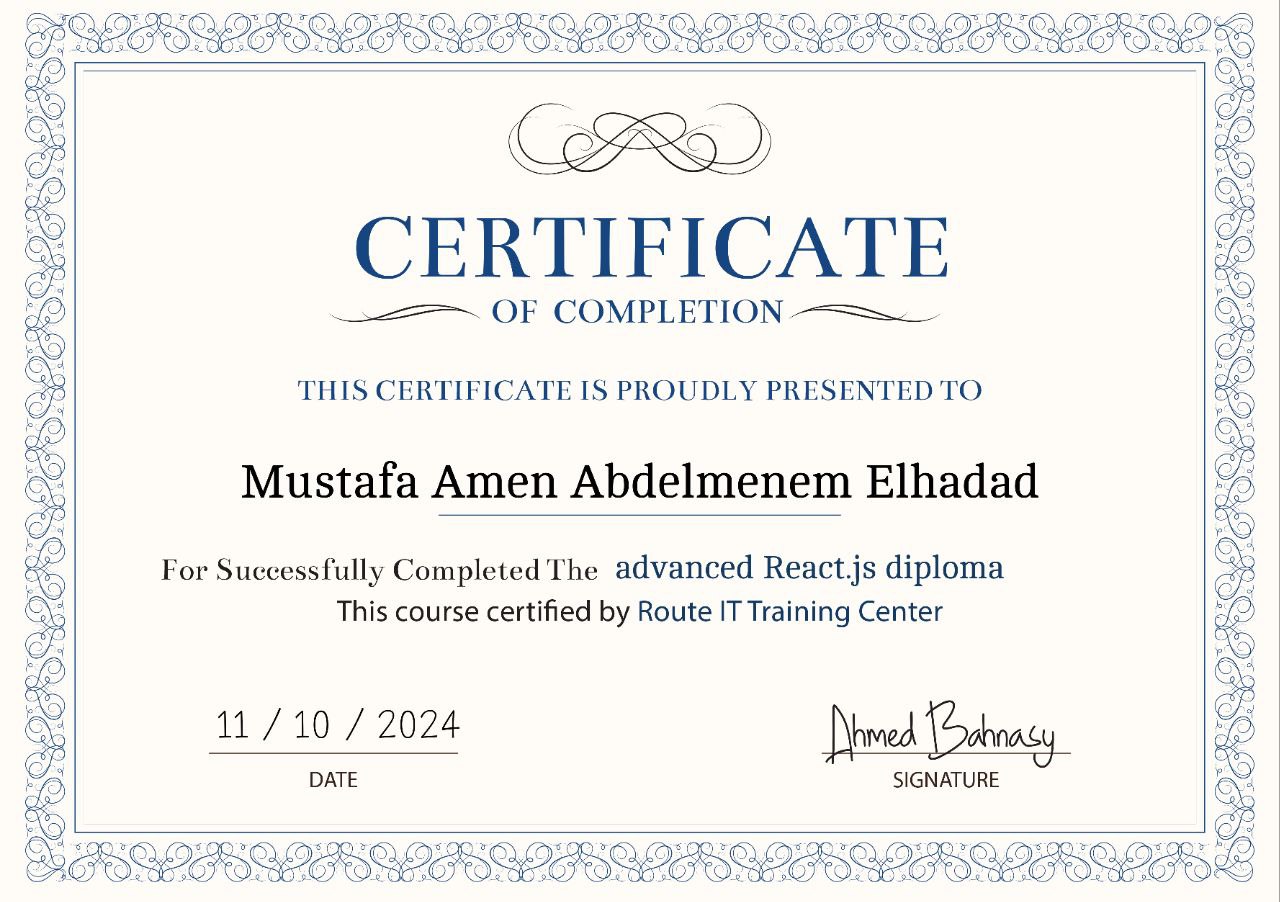 CERTIFICATE
OF COMPLETION
THIS CERTIFICATE IS PROUDLY PRESENTED TO
Mustafa Amen Abdelmenem Elhadad
For Successfully Completed The advanced React.js diploma
This course certified by Route IT Training Center
11 / 10 / 2024
Ahmed Bahnasy
DATE
SIGNATURE